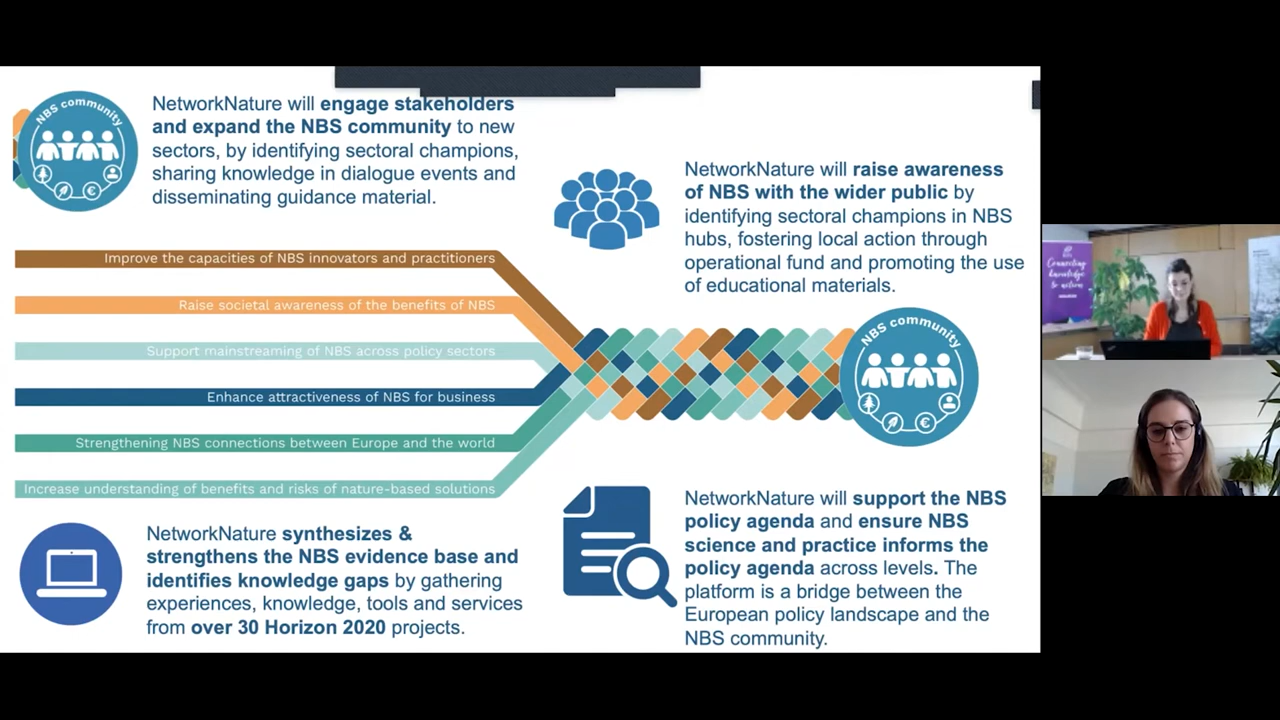 NBS community
NetworkNature will engage stakeholders
and expand the NBS community to new
sectors, by identifying sectoral champions,
sharing knowledge in dialogue events and
disseminating guidance material.
NetworkNature will raise awareness
of NBS with the wider public by
identifying sectoral champions in NBS
hubs, fostering local action through
operational fund and promoting the use
of educational materials.
Improve the capacities of NBS innovators and practitioners
Raise societal awareness of the benefits of NBS
Support mainstreaming of NBS across policy sectors
Enhance attractiveness of NBS for business
Strengthening NBS connections between Europe and the world
Increase understanding of benefits and risks of nature-based solutions
NBS community
NetworkNature synthesizes &
strengthens the NBS evidence base and
identifies knowledge gaps by gathering
experiences, knowledge, tools and services
from over 30 Horizon 2020 projects.
NetworkNature will support the NBS
policy agenda and ensure NBS
science and practice informs the
policy agenda across levels. The
platform is a bridge between the
European policy landscape and the
NBS community.
Connecting
knowledge
to action